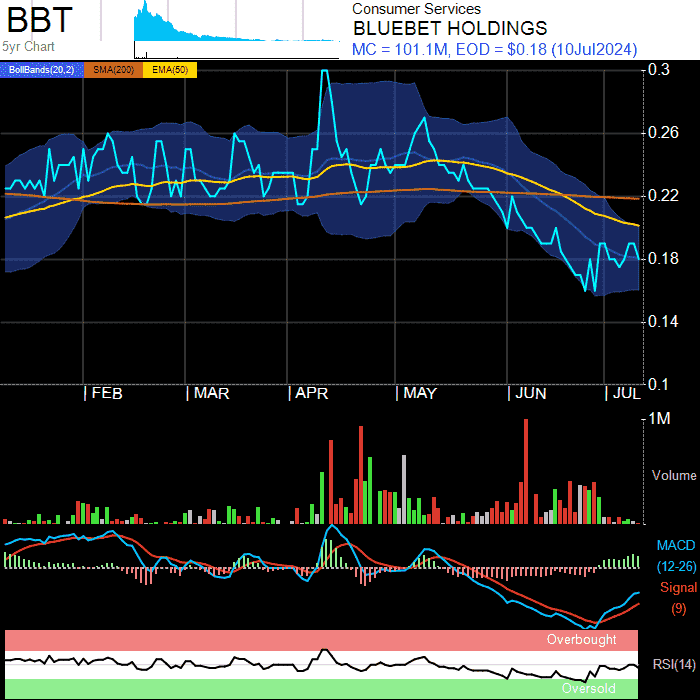 BBT
5yr Chart
Consumer Services
BLUEBET HOLDINGS
MC = 101.1M, EOD = $0.18 (10Jul2024)
BollBands(20,2) SMA(200) EMA(50)
0.3
0.26
0.22
0.18
0.14
0.1
FEB MAR APR MAY JUN JUL
1M
Volume
MACD
(12-26)
Signal
(9)
Overbought
RSI(14)
Oversold